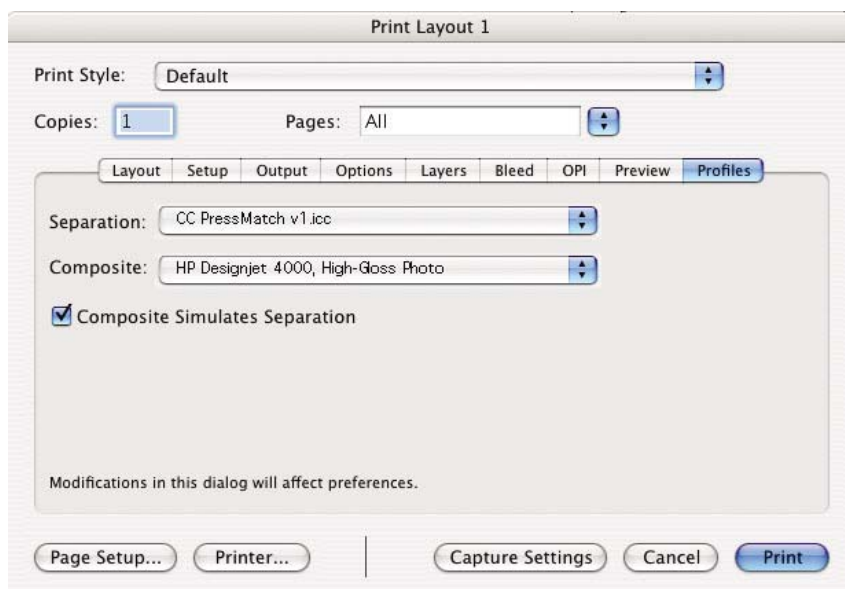 Print Layout 1
Print Style: Default
Copies: 1 Pages: All
Layout Setup Output Options Layers Bleed OPI Preview Profiles
Separation: CC PressMatch v1.icc
Composite: HP Designjet 4000, High-Gloss Photo
Composite Simulates Separation
Modifications in this dialog will affect preferences.
Page Setup... Printer... Capture Settings Cancel Print